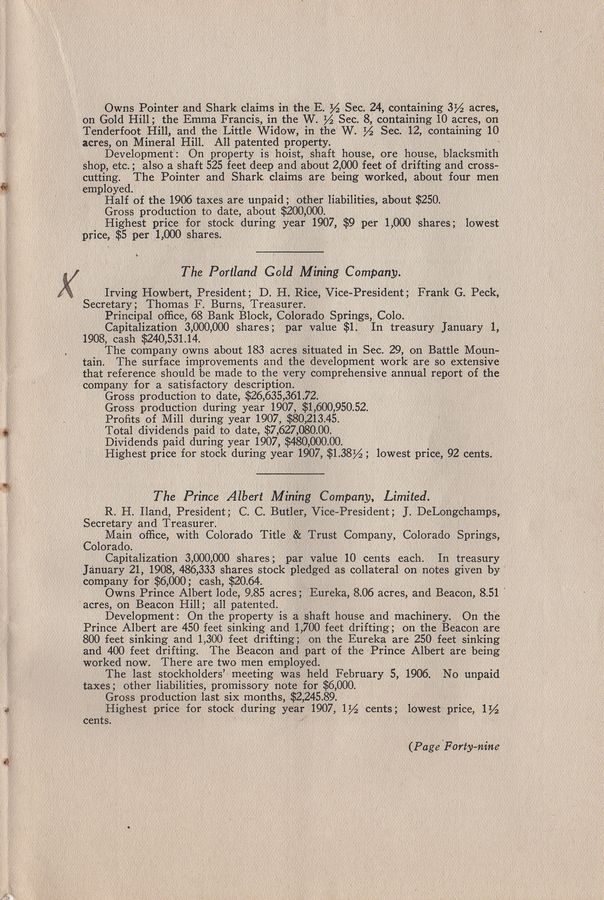 Owns Pointer and Shark claims in the E. ½ Sec. 24, containing 3½ acres,
on Gold Hill; the Emma Francis, in the W. ½ Sec. 8, containing 10 acres, on
Tenderfoot Hill, and the Little Widow, in the W. ½ Sec. 12, containing 10
acres, on Mineral Hill. All patented property.
Development: On property is hoist, shaft house, ore house, blacksmith
shop, etc.; also a shaft 525 feet deep and about 2,000 feet of drifting and cross-
cutting. The Pointer and Shark claims are being worked, about four men
employed.
Half of the 1906 taxes are unpaid; other liabilities, about $250.
Gross production to date, about $200,000.
Highest price for stock during year 1907, $9 per 1,000 shares; lowest
price, $5 per 1,000 shares.
The Portland Gold Mining Company.
X
Irving Howbert, President; D. H. Rice, Vice-President; Frank G. Peck,
Secretary; Thomas F. Burns, Treasurer.
Principal office, 68 Bank Block, Colorado Springs, Colo.
Capitalization 3,000,000 shares; par value $1. In treasury January 1,
1908, cash $240,531.14.
The company owns about 183 acres situated in Sec. 29, on Battle Moun-
tain. The surface improvements and the development work are so extensive
that reference should be made to the very comprehensive annual report of the
company for a satisfactory description.
Gross production to date, $26,635,361.72.
Gross production during year 1907, $1,600,950.52.
Profits of Mill during year 1907, $80,213.45.
Total dividends paid to date, $7,627,080.00.
Dividends paid during year 1907, $480,000.00.
Highest price for stock during year 1907, $1.38½; lowest price, 92 cents.
The Prince Albert Mining Company, Limited.
R. H. Iland, President; C. C. Butler, Vice-President; J. DeLongchamps,
Secretary and Treasurer.
Main office, with Colorado Title & Trust Company, Colorado Springs,
Colorado.
Capitalization 3,000,000 shares; par value 10 cents each. In treasury
January 21, 1908, 486,333 shares stock pledged as collateral on notes given by
company for $6,000; cash, $20.64.
Owns Prince Albert lode, 9.85 acres; Eureka, 8.06 acres, and Beacon, 8.51
acres, on Beacon Hill; all patented.
Development: On the property is a shaft house and machinery. On the
Prince Albert are 450 feet sinking and 1,700 feet drifting; on the Beacon are
800 feet sinking and 1,300 feet drifting; on the Eureka are 250 feet sinking
and 400 feet drifting. The Beacon and part of the Prince Albert are being
worked now. There are two men employed.
The last stockholders' meeting was held February 5, 1906. No unpaid
taxes; other liabilities, promissory note for $6,000.
Gross production last six months, $2,245.89.
Highest price for stock during year 1907, 1½ cents; lowest price, 1½
cents.
(Page Forty-nine